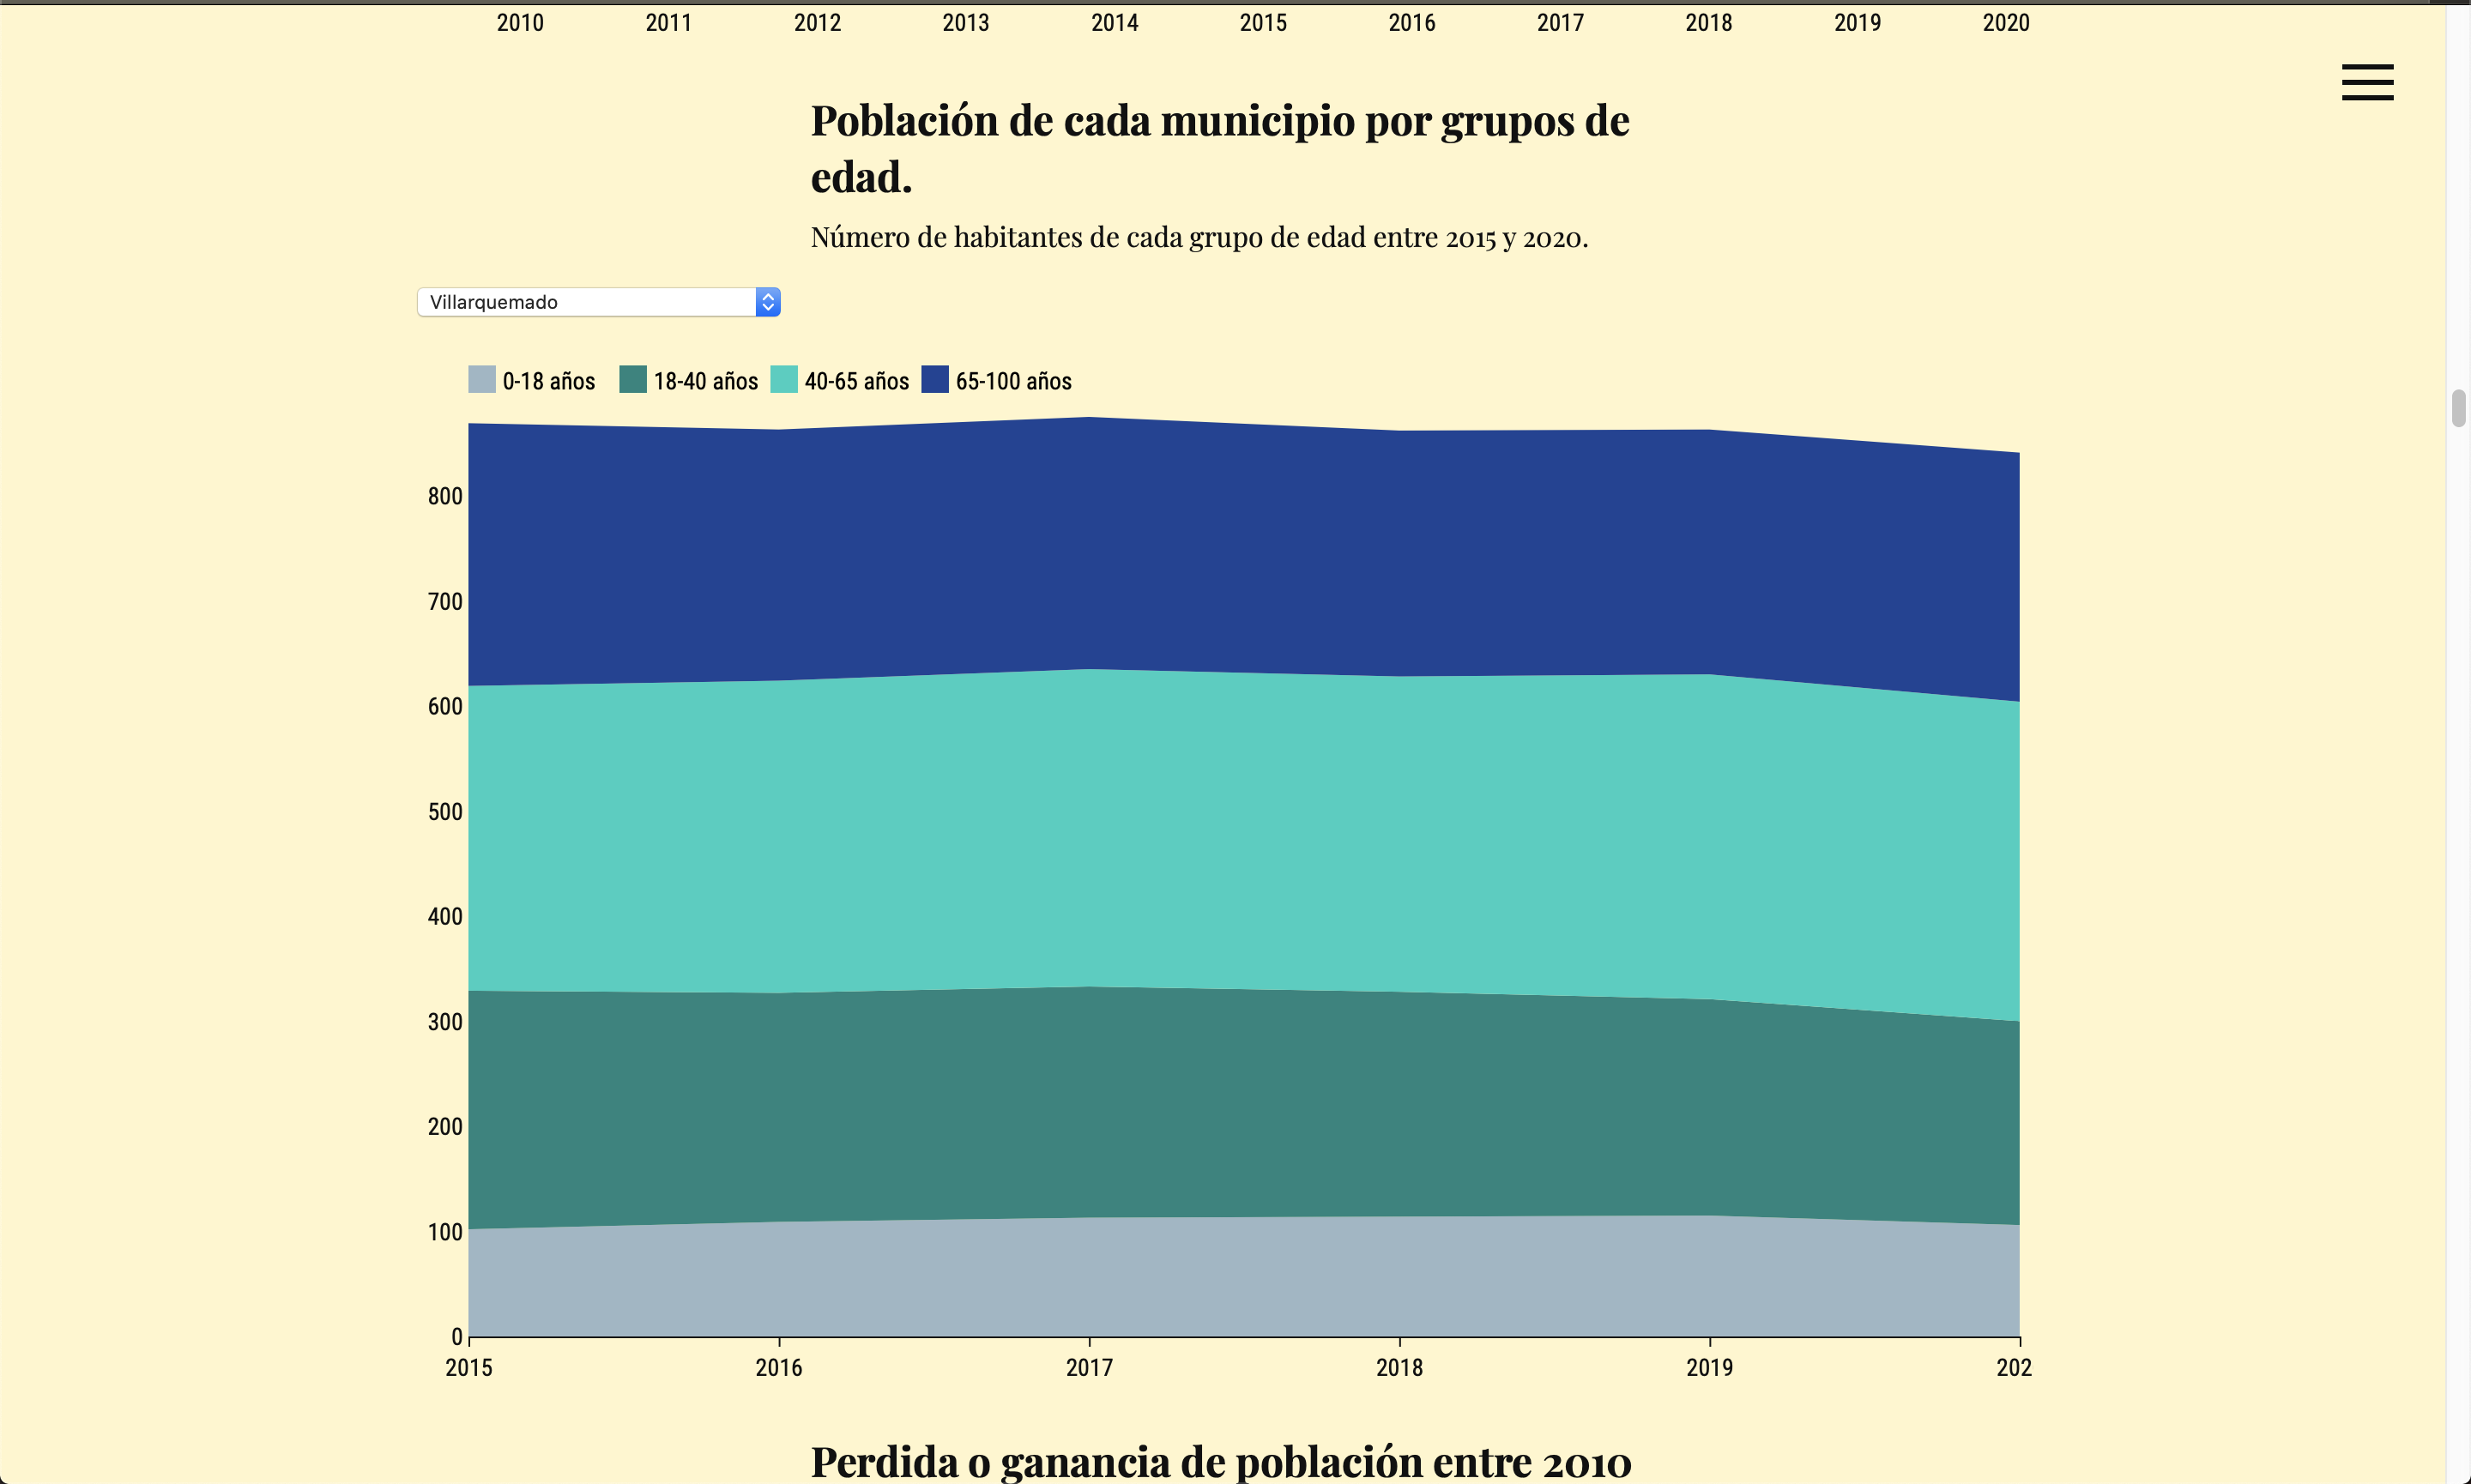 2010 2011 2012 2013 2014 2015 2016 2017 2018 2019 2020
Población de cada municipio por grupos de
edad.
Número de habitantes de cada grupo de edad entre 2015 y 2020.
Villarquemado
0-18 años 18-40 años 40-65 años 65-100 años
800
700
600
500
400
300
200
100
0
2015 2016 2017 2018 2019 202
Perdida o ganancia de población entre 2010